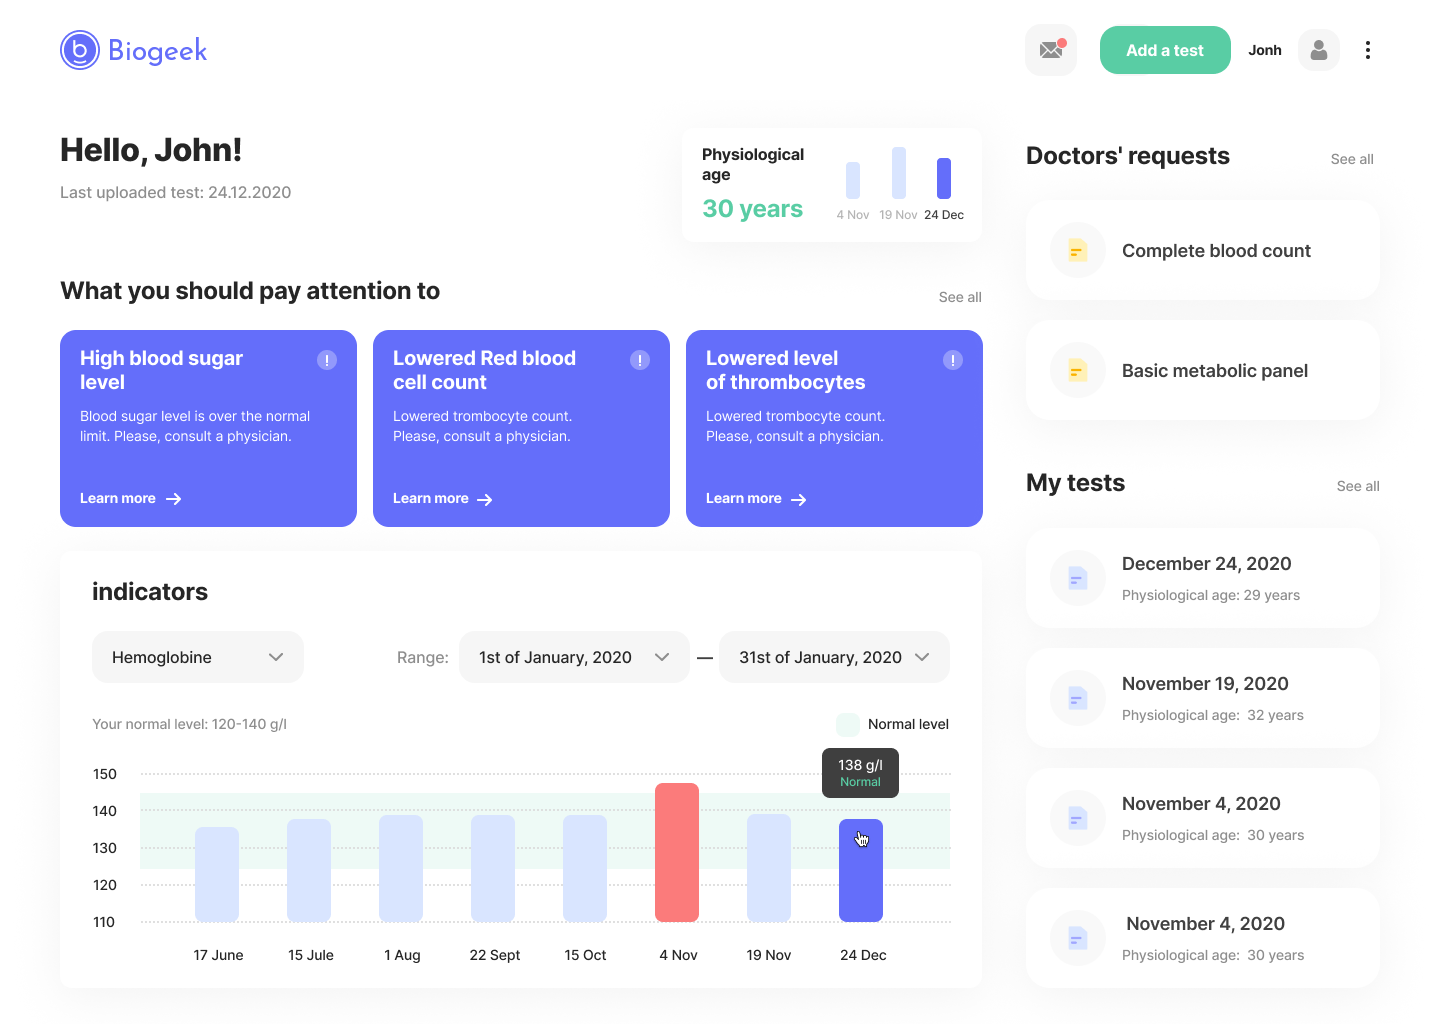 b
Biogeek
Add a test
Jonh
Hello, John!
Last uploaded test: 24.12.2020
Physiological
age
30 years
4 Nov 19 Nov 24 Dec
What you should pay attention to
See all
High blood sugar
level
!
Blood sugar level is over the normal
limit. Please, consult a physician.
Learn more
Lowered Red blood
cell count
!
Lowered trombocyte count.
Please, consult a physician.
Learn more
Lowered level
of thrombocytes
!
Lowered trombocyte count.
Please, consult a physician.
Learn more
indicators
Hemoglobine
Range:
1st of January, 2020
—
31st of January, 2020
Your normal level: 120-140 g/l
Normal level
138 g/l
Normal
150
140
130
120
110
17 June 15 Jule 1 Aug 22 Sept 15 Oct 4 Nov 19 Nov 24 Dec
Doctors' requests
See all
Complete blood count
Basic metabolic panel
My tests
See all
December 24, 2020
Physiological age: 29 years
November 19, 2020
Physiological age: 32 years
November 4, 2020
Physiological age: 30 years
November 4, 2020
Physiological age: 30 years